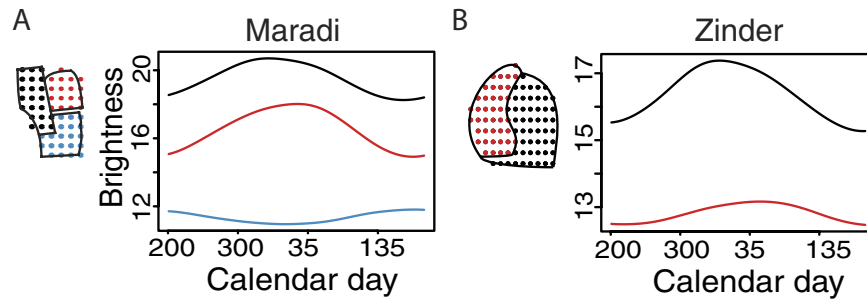 A
Maradi
Brightness
20
16
12
200 300 35 135
Calendar day
B
Zinder
17
15
13
200 300 35 135
Calendar day